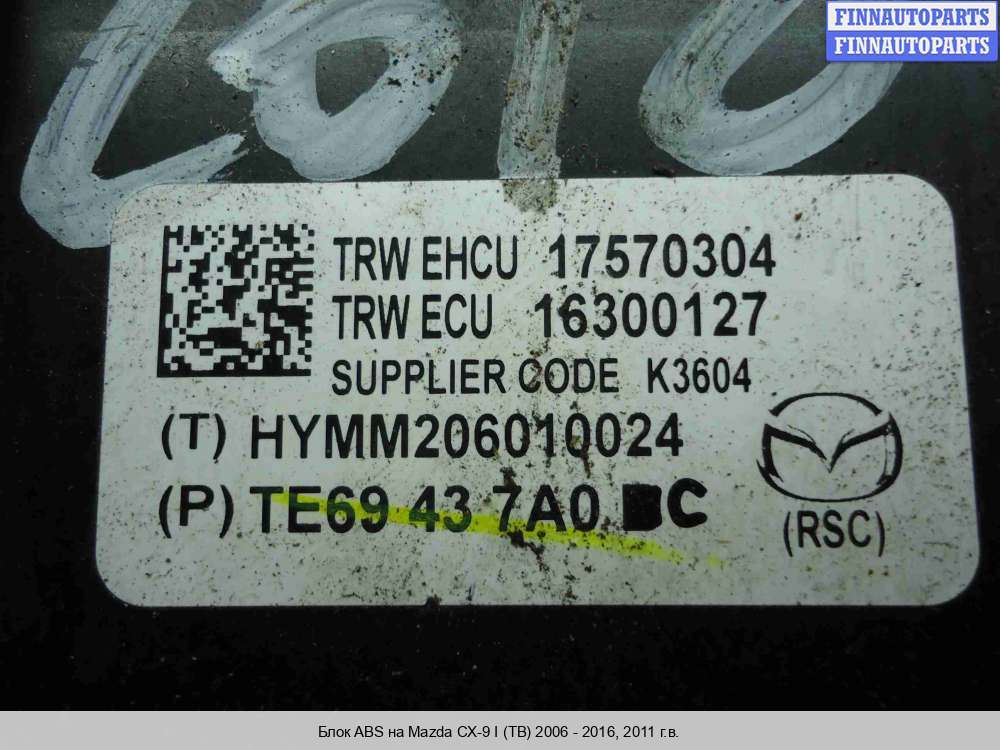 FINNAUTOPARTS
FINNAUTOPARTS
TRW EHCU 17570304
TRW ECU 16300127
SUPPLIER CODE K3604
(T) HYMM206010024
(P) TE69 43 7A0 C
(RSC)
Блок ABS на Mazda CX-9 I (TB) 2006 - 2016, 2011 г.в.